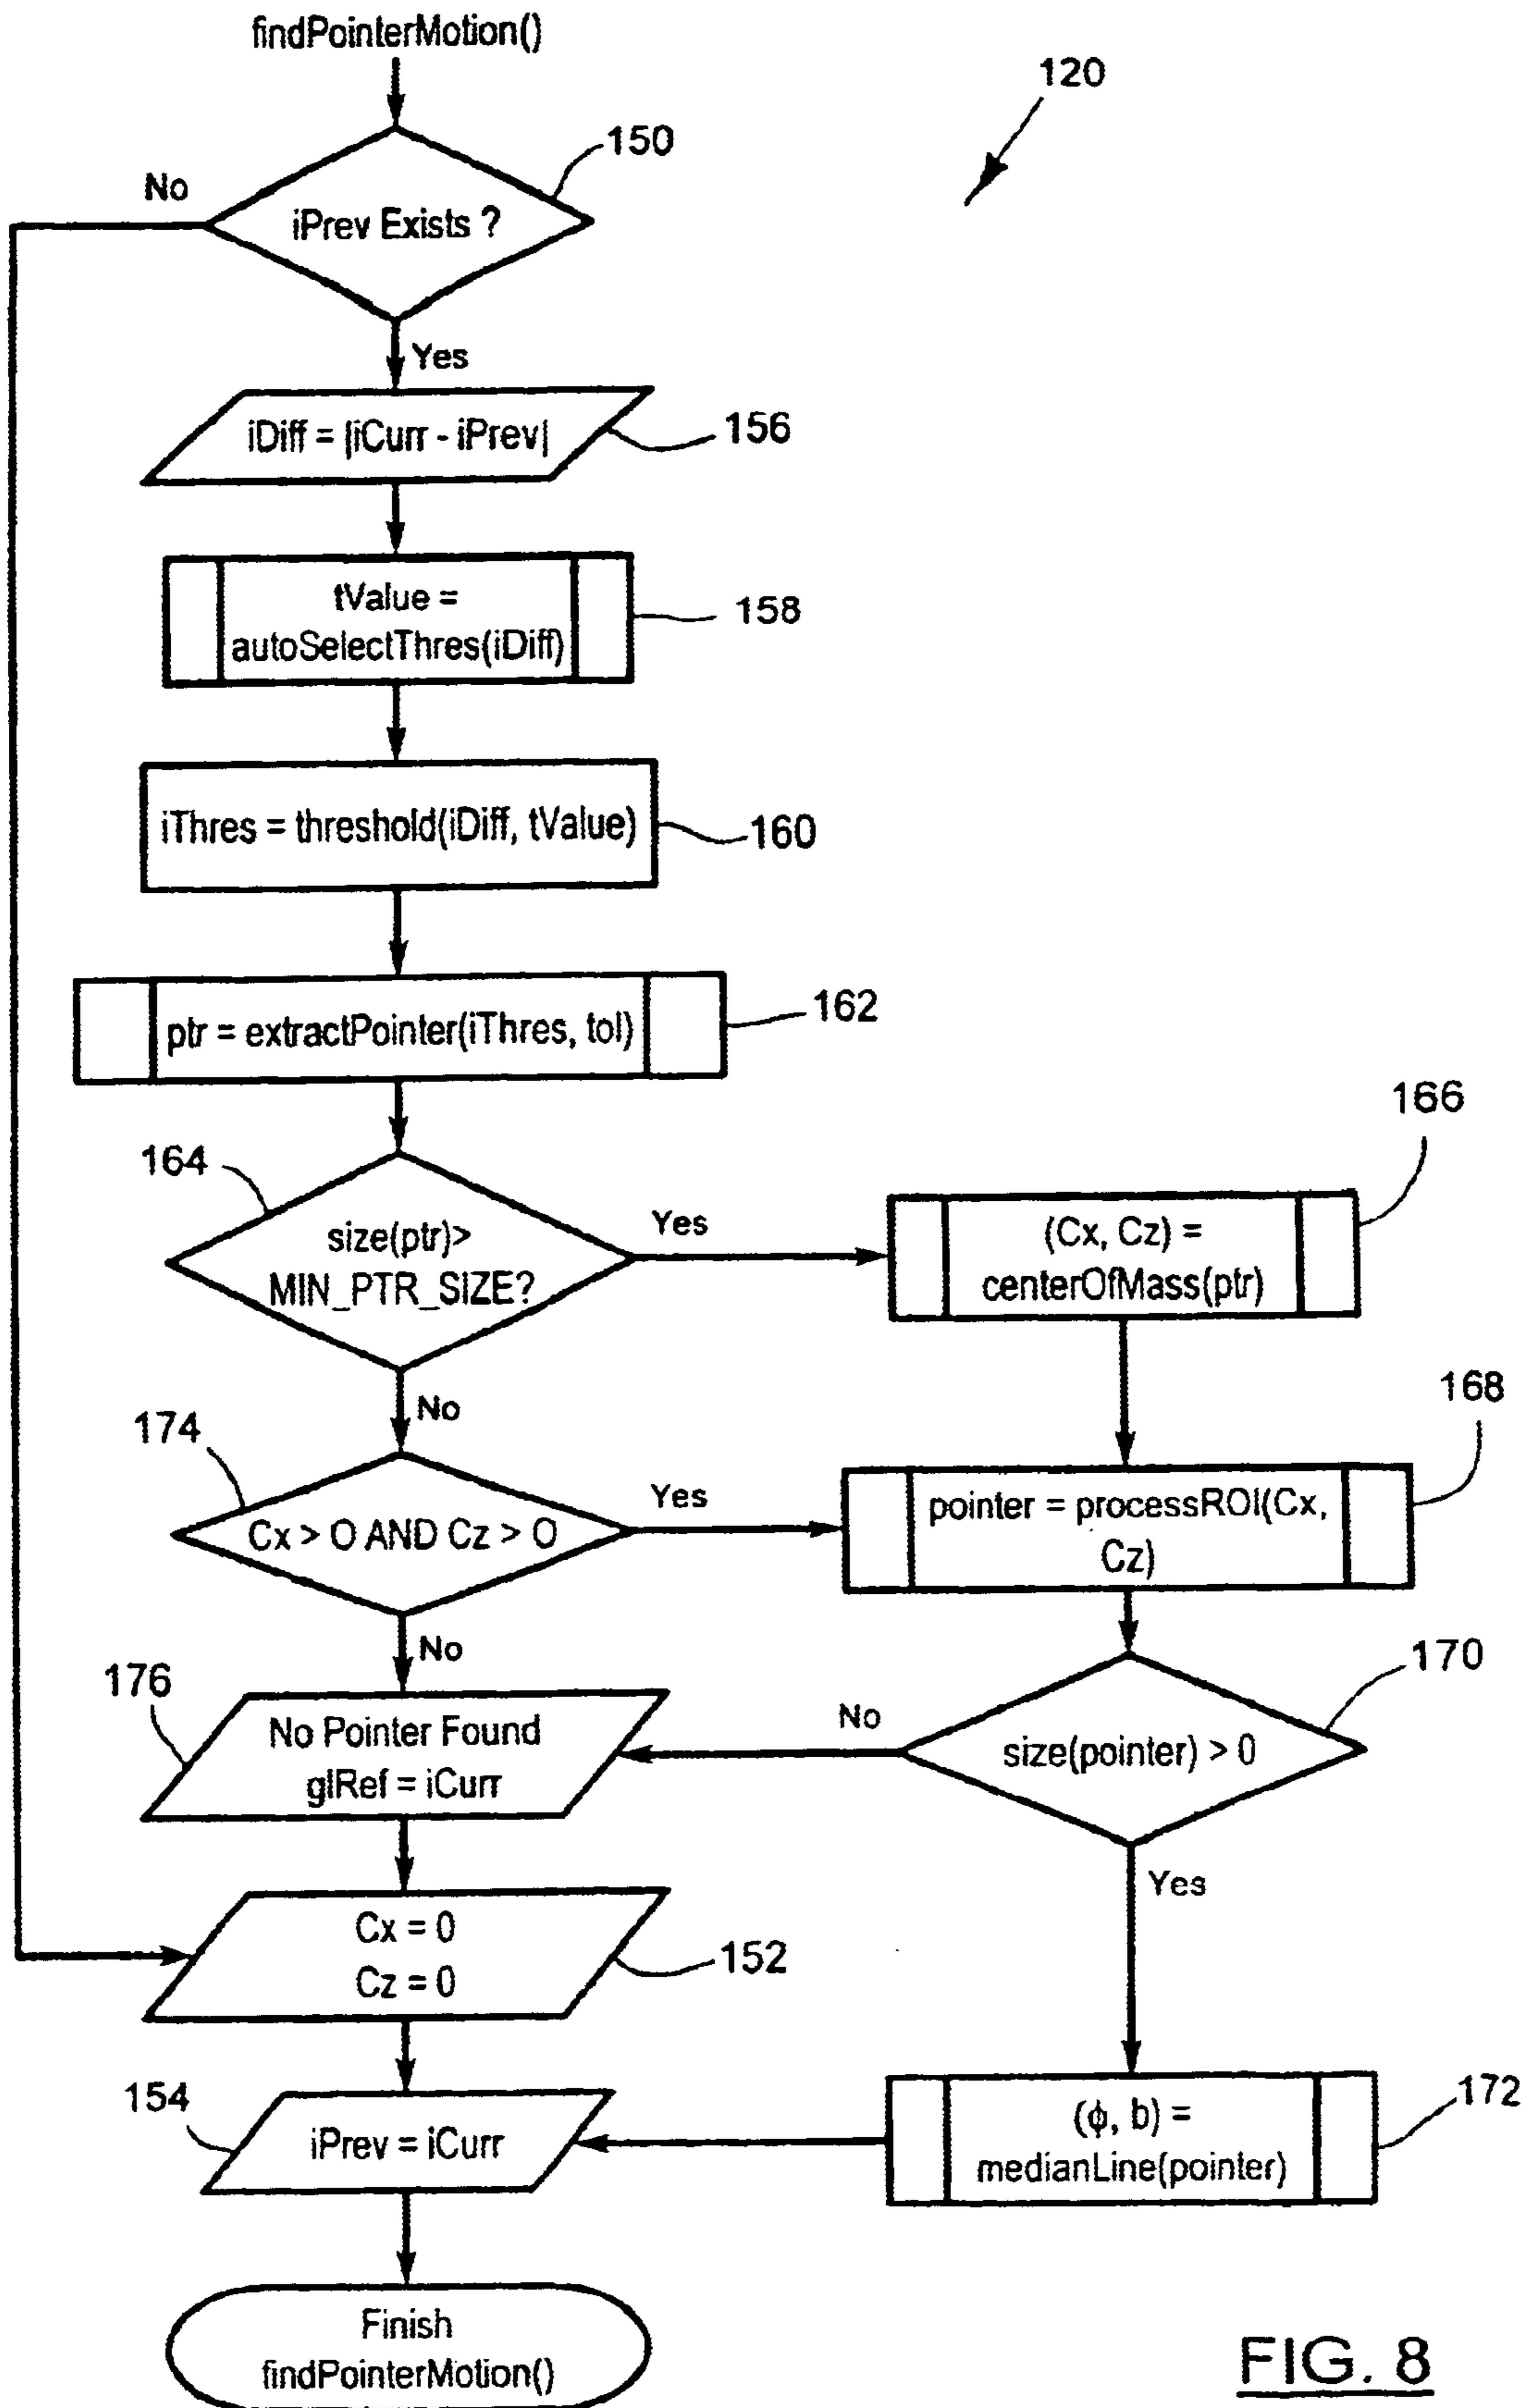 findPointerMotion()
120
150
No
iPrev Exists ?
Yes
iDiff = |iCurr - iPrev|
156
tValue =
autoSelectThres(iDiff)
158
iThres = threshold(iDiff, tValue)
160
ptr = extractPointer(iThres, tol)
162
164
size(ptr)>
MIN_PTR_SIZE?
Yes
166
(Cx, Cz) =
centerOfMass(ptr)
No
174
Cx > O AND Cz > O
Yes
168
pointer = processROI(Cx,
Cz)
No
176
No Pointer Found
glRef = iCurr
No
170
size(pointer) > 0
Yes
Cx = 0
Cz = 0
152
154
iPrev = iCurr
172
(ϕ, b) =
medianLine(pointer)
Finish
findPointerMotion()
FIG. 8